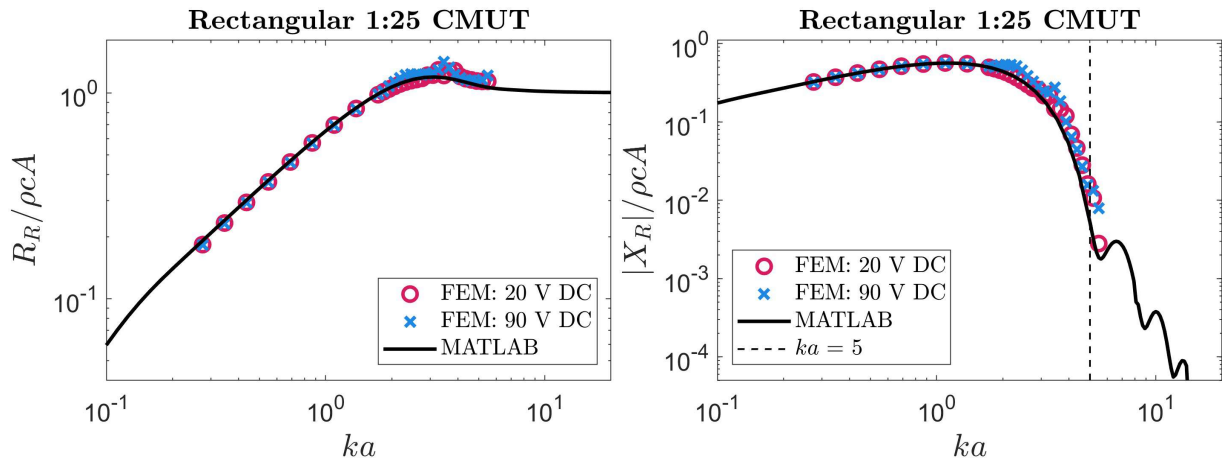 Rectangular 1:25 CMUT
R_R/ρcA
10^0
10^-1
FEM: 20 V DC
FEM: 90 V DC
MATLAB
10^-1
10^0
10^1
ka
Rectangular 1:25 CMUT
|X_R|/ρcA
10^0
10^-1
10^-2
10^-3
10^-4
FEM: 20 V DC
FEM: 90 V DC
MATLAB
ka = 5
10^-1
10^0
10^1
ka